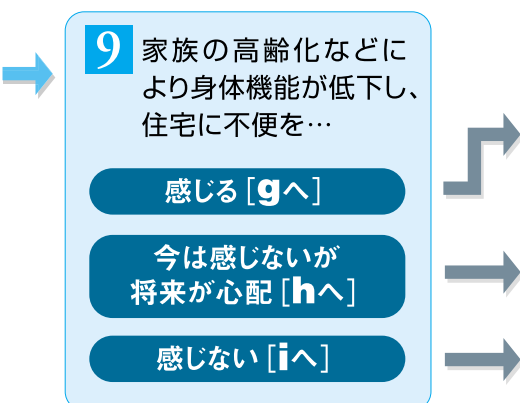 9 家族の高齢化などに
より身体機能が低下し、
住宅に不便を…
感じる[gへ]
今は感じないが
将来が心配[hへ]
感じない[iへ]